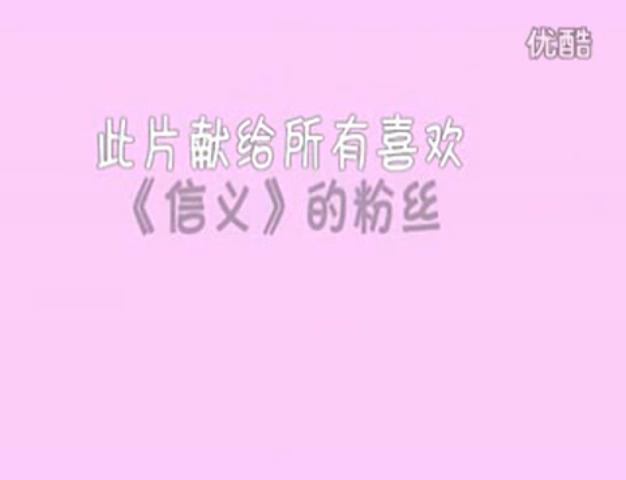 优酷
此片献给所有喜欢
《信义》的粉丝